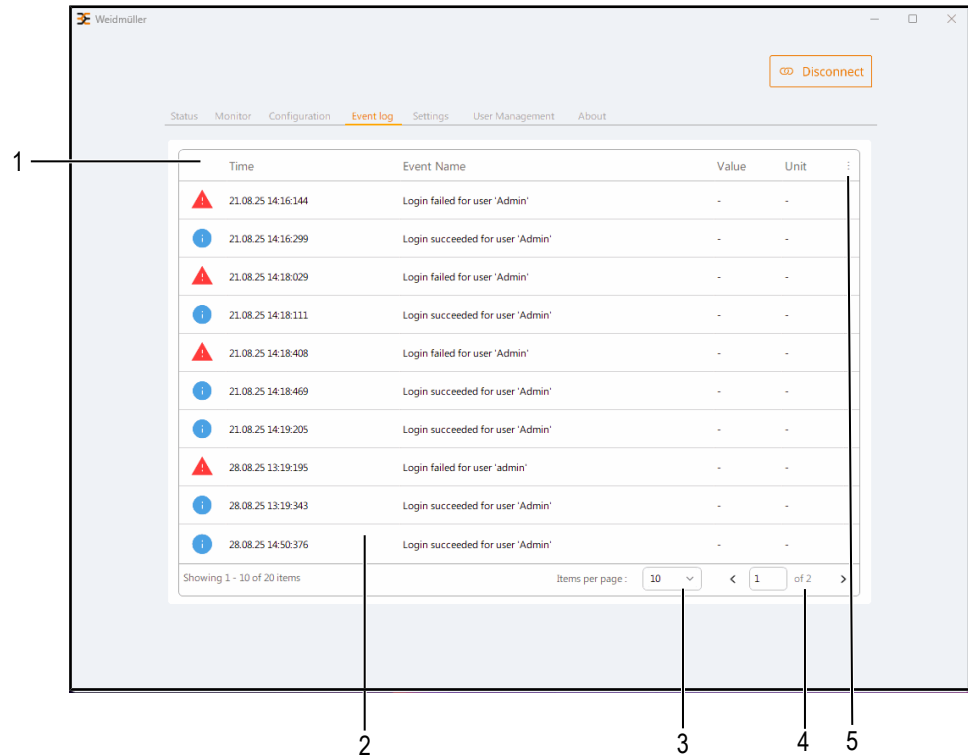 Weidmüller
Disconnect
Status Monitor Configuration Event log Settings User Management About
1
Time Event Name Value Unit
21.08.25 14:16:144 Login failed for user 'Admin' - -
21.08.25 14:16:299 Login succeeded for user 'Admin' - -
21.08.25 14:18:029 Login failed for user 'Admin' - -
21.08.25 14:18:111 Login succeeded for user 'Admin' - -
21.08.25 14:18:408 Login failed for user 'Admin' - -
21.08.25 14:18:469 Login succeeded for user 'Admin' - -
21.08.25 14:19:205 Login succeeded for user 'Admin' - -
28.08.25 13:19:195 Login failed for user 'admin' - -
28.08.25 13:19:343 Login succeeded for user 'Admin' - -
28.08.25 14:50:376 Login succeeded for user 'Admin' - -
Showing 1 - 10 of 20 items Items per page : 10 1 of 2
2 3 4 5